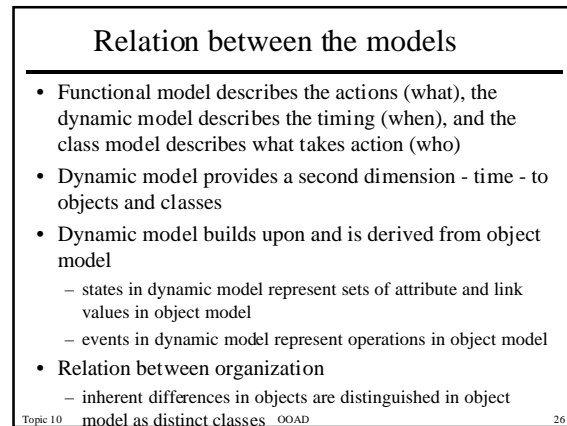 Relation between the models
• Functional model describes the actions (what), the
dynamic model describes the timing (when), and the
class model describes what takes action (who)
• Dynamic model provides a second dimension - time - to
objects and classes
• Dynamic model builds upon and is derived from object
model
– states in dynamic model represent sets of attribute and link
values in object model
– events in dynamic model represent operations in object model
• Relation between organization
– inherent differences in objects are distinguished in object
model as distinct classes
Topic 10 OOAD 26